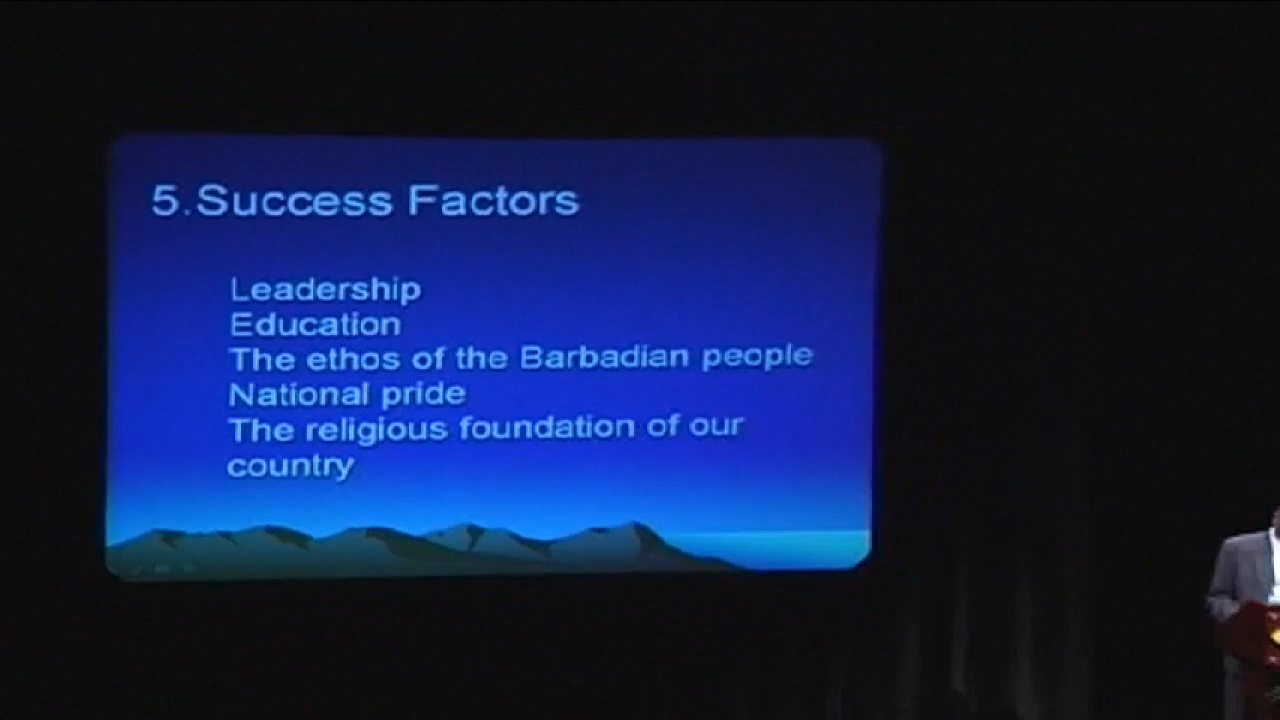 5.Success Factors
Leadership
Education
The ethos of the Barbadian people
National pride
The religious foundation of our
country